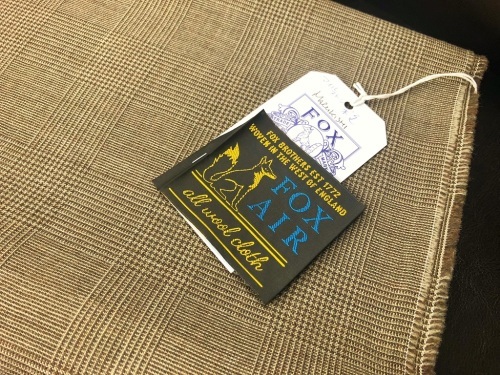 FOX
FOX BROTHERS EST 1772
WOVEN IN THE WEST OF ENGLAND
FOX
AIR
all wool cloth